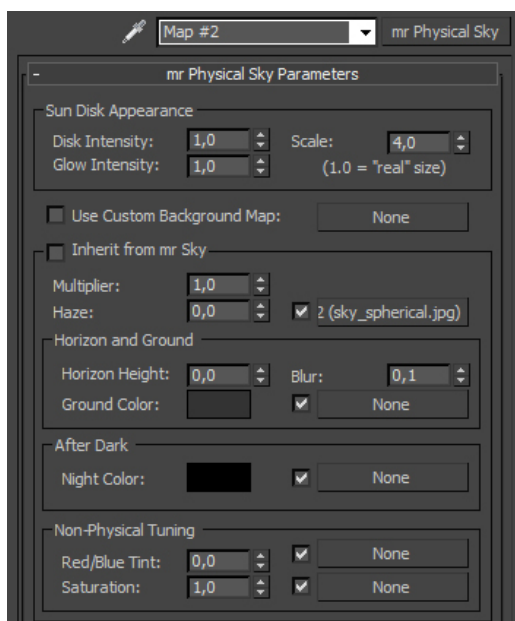 Map #2 mr Physical Sky
- mr Physical Sky Parameters
Sun Disk Appearance
Disk Intensity: 1,0 Scale: 4,0
Glow Intensity: 1,0 (1.0 = "real" size)
Use Custom Background Map: None
Inherit from mr Sky
Multiplier: 1,0
Haze: 0,0 2 (sky_spherical.jpg)
Horizon and Ground
Horizon Height: 0,0 Blur: 0,1
Ground Color: None
After Dark
Night Color: None
Non-Physical Tuning
Red/Blue Tint: 0,0 None
Saturation: 1,0 None